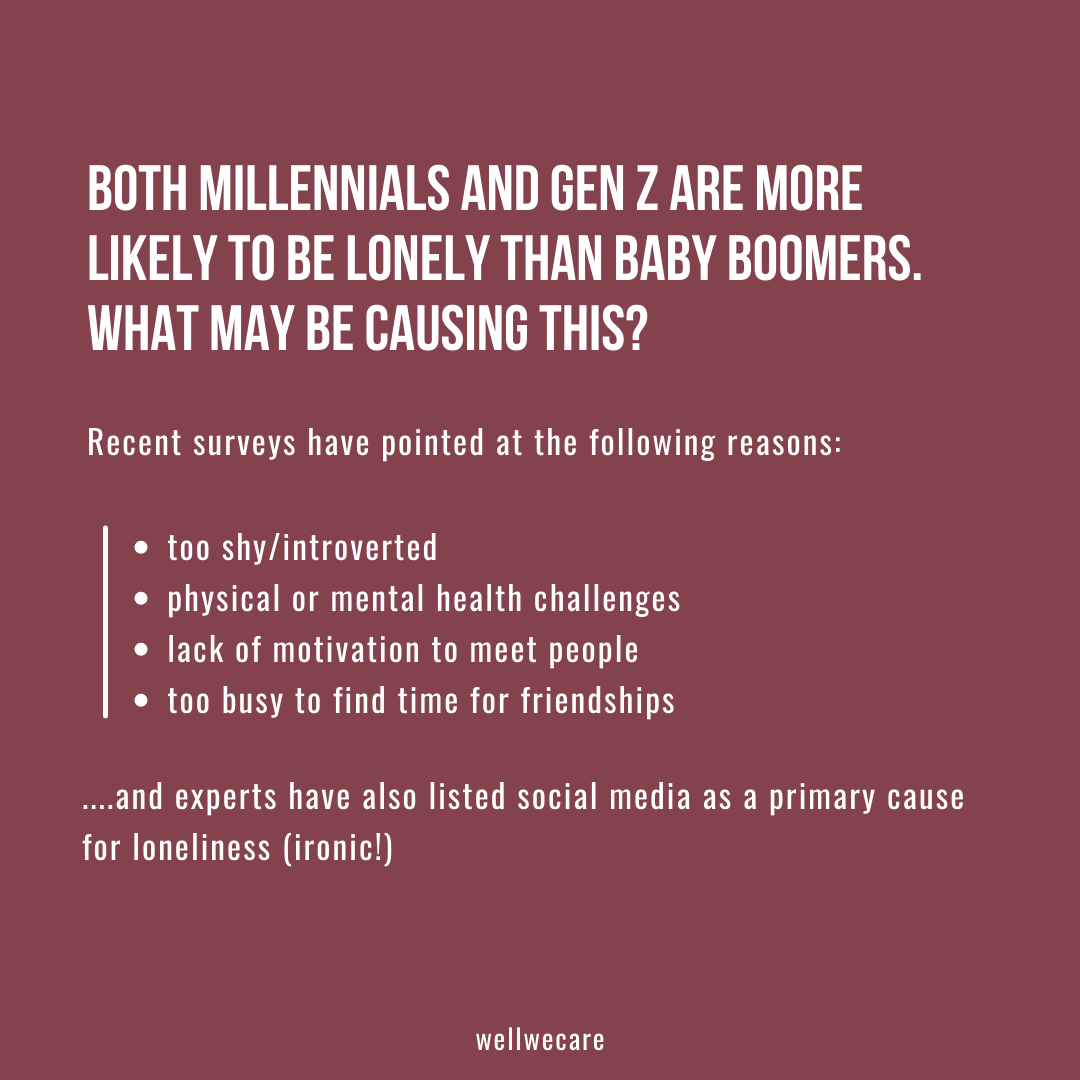 BOTH MILLENNIALS AND GEN Z ARE MORE
LIKELY TO BE LONELY THAN BABY BOOMERS.
WHAT MAY BE CAUSING THIS?
Recent surveys have pointed at the following reasons:
• too shy/introverted
• physical or mental health challenges
• lack of motivation to meet people
• too busy to find time for friendships
....and experts have also listed social media as a primary cause
for loneliness (ironic!)
wellwecare